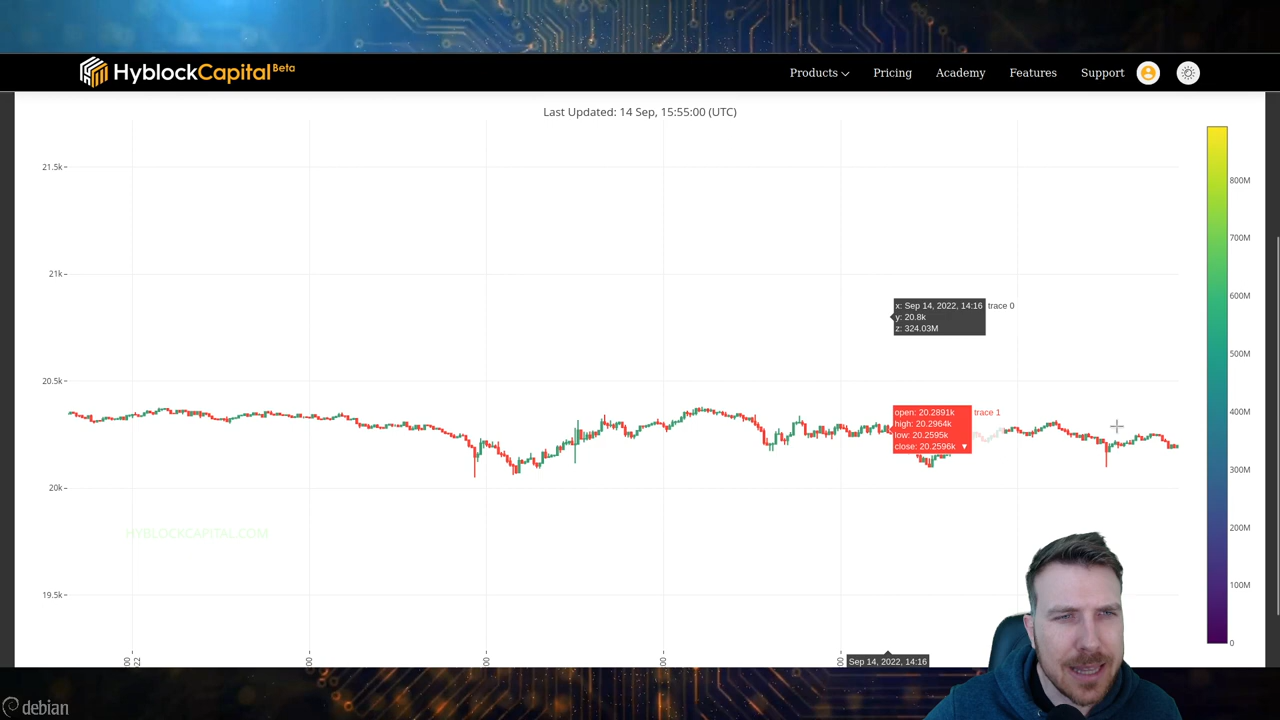 HyblockCapital Beta
Products Pricing Academy Features Support
Last Updated: 14 Sep, 15:55:00 (UTC)
21.5k
21k
20.5k
20k
19.5k
x: Sep 14, 2022, 14:16 trace 0
y: 20.8k
z: 324.03M
open: 20.2891k trace 1
high: 20.2964k
low: 20.2595k
close: 20.2596k ▼
HYBLOCKCAPITAL.COM
800M
700M
600M
500M
400M
300M
200M
100M
0
Sep 14, 2022, 14:16
debian